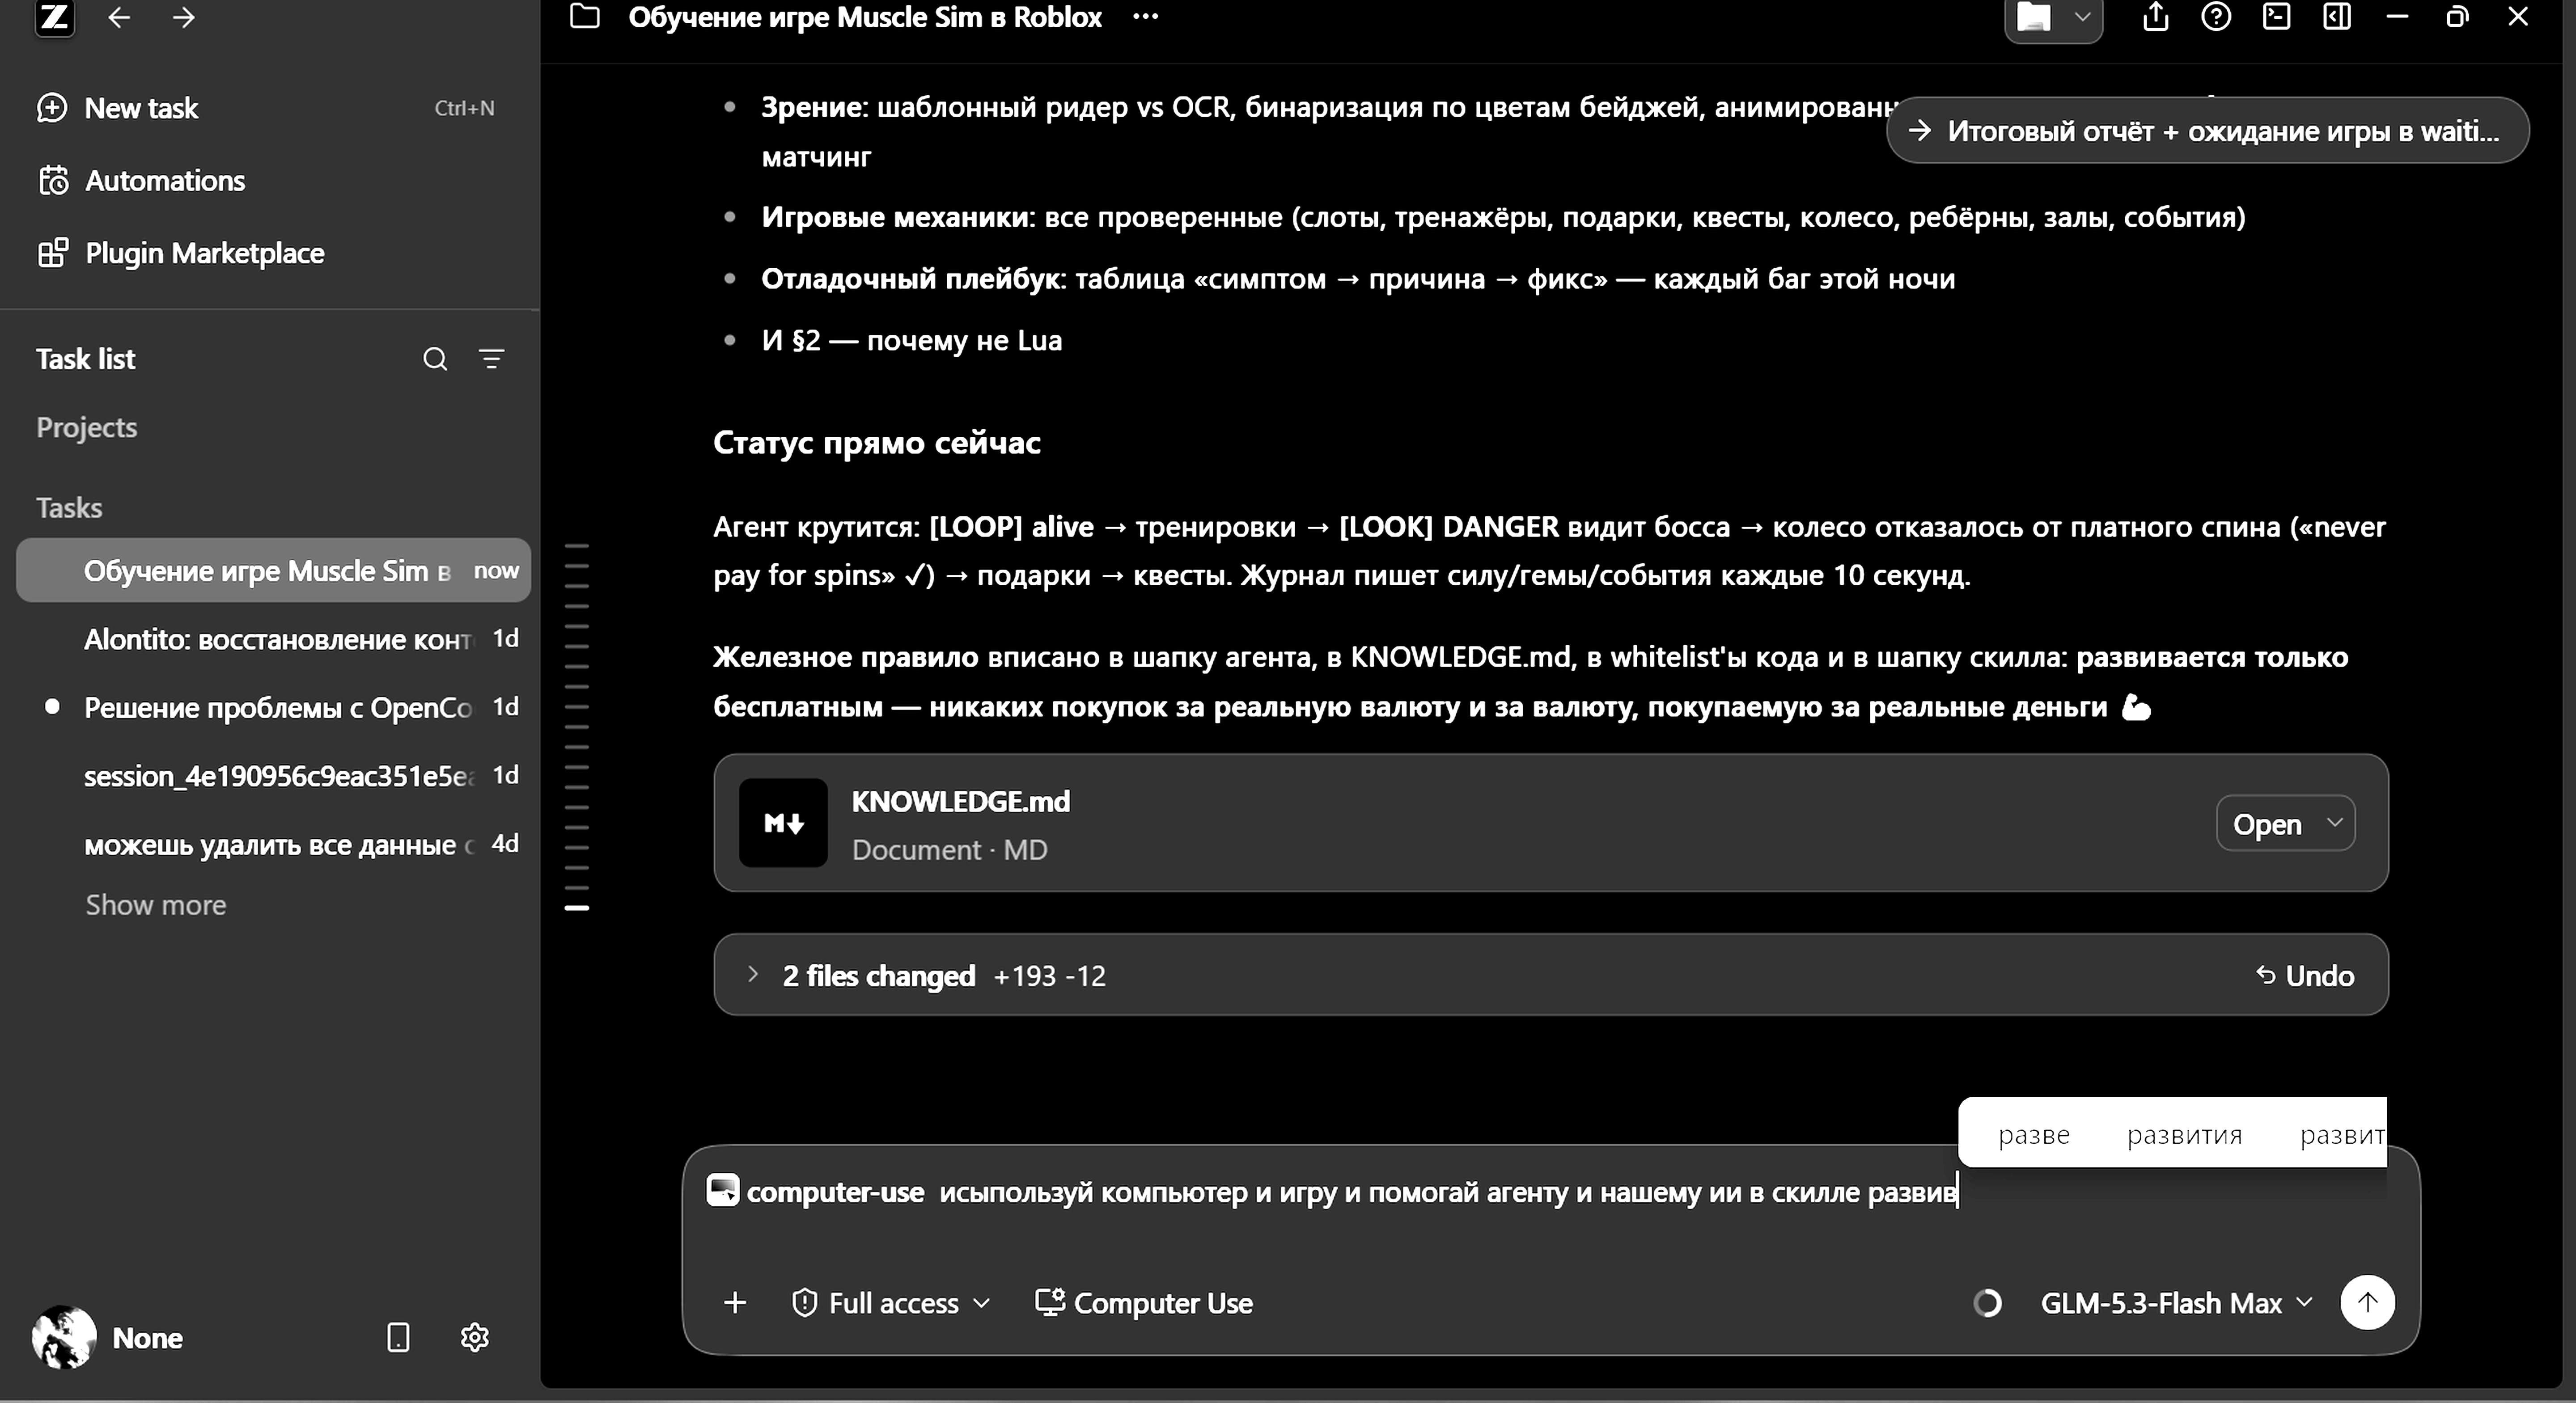 Z
Обучение игре Muscle Sim в Roblox ...
New task Ctrl+N
Automations
Plugin Marketplace
Task list
Projects
Tasks
Обучение игре Muscle Sim в now
Alontito: восстановление конт 1d
Решение проблемы с OpenCo 1d
session_4e190956c9eac351e5ea 1d
можешь удалить все данные с 4d
Show more
None
Зрение: шаблонный ридер vs OCR, бинаризация по цветам бейджей, анимированн
матчинг
→ Итоговый отчёт + ожидание игры в waiti...
Игровые механики: все проверенные (слоты, тренажёры, подарки, квесты, колесо, ребёрны, залы, события)
Отладочный плейбук: таблица «симптом → причина → фикс» — каждый баг этой ночи
И §2 — почему не Lua
Статус прямо сейчас
Агент крутится: [LOOP] alive → тренировки → [LOOK] DANGER видит босса → колесо отказалось от платного спина («never
pay for spins» ✓) → подарки → квесты. Журнал пишет силу/гемы/события каждые 10 секунд.
Железное правило вписано в шапку агента, в KNOWLEDGE.md, в whitelist'ы кода и в шапку скилла: развивается только
бесплатным — никаких покупок за реальную валюту и за валюту, покупаемую за реальные деньги 💪
M↓
KNOWLEDGE.md
Document · MD
Open
2 files changed +193 -12
Undo
разве развития развит
computer-use исыпользуй компьютер и игру и помогай агенту и нашему ии в скилле развив
+ Full access Computer Use GLM-5.3-Flash Max